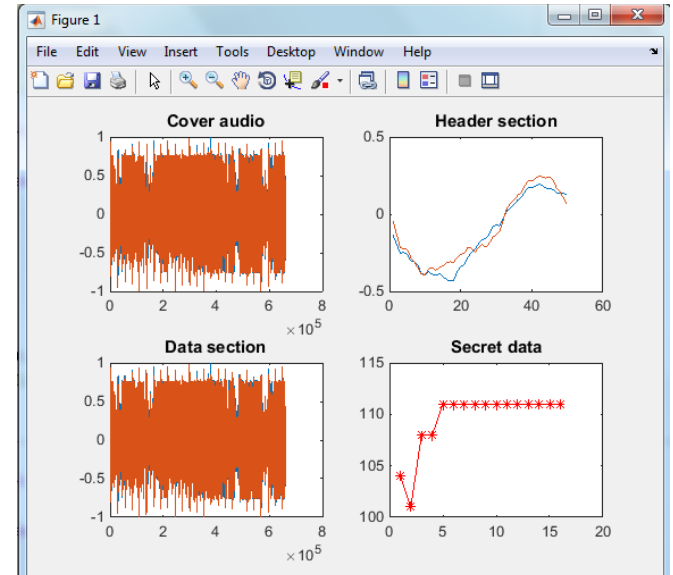 Figure 1
File Edit View Insert Tools Desktop Window Help
Cover audio
1
0.5
0
-0.5
-1
0 2 4 6 8
×10^5
Header section
0.5
0
-0.5
0 20 40 60
Data section
1
0.5
0
-0.5
-1
0 2 4 6 8
×10^5
Secret data
115
110
105
100
0 5 10 15 20